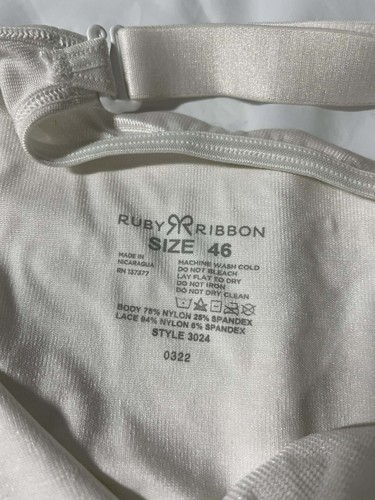 RUBY RIBBON
SIZE 46
MADE IN
NICARAGUA
RN 137377
MACHINE WASH COLD
DO NOT BLEACH
LAY FLAT TO DRY
DO NOT IRON
DO NOT DRY CLEAN
BODY 75% NYLON 25% SPANDEX
LACE 94% NYLON 6% SPANDEX
STYLE 3024
0322